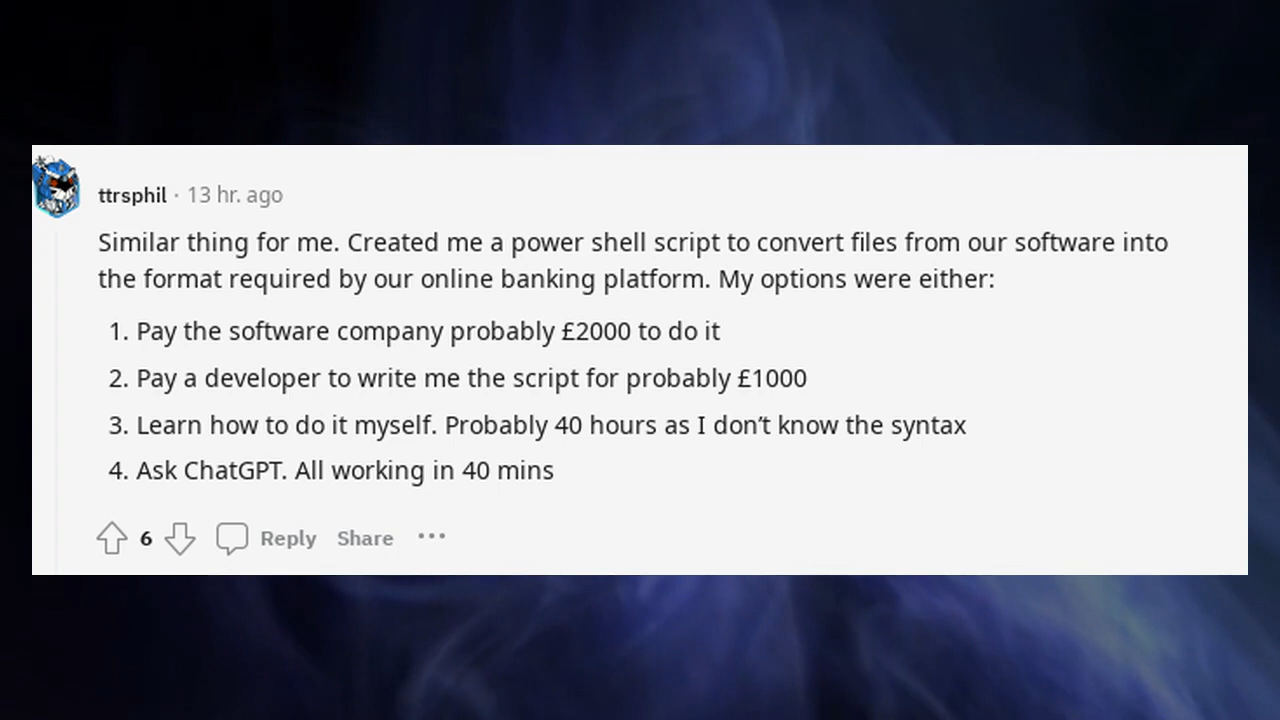 ttrsphil · 13 hr. ago
Similar thing for me. Created me a power shell script to convert files from our software into
the format required by our online banking platform. My options were either:
1. Pay the software company probably £2000 to do it
2. Pay a developer to write me the script for probably £1000
3. Learn how to do it myself. Probably 40 hours as I don’t know the syntax
4. Ask ChatGPT. All working in 40 mins
6 Reply Share ···